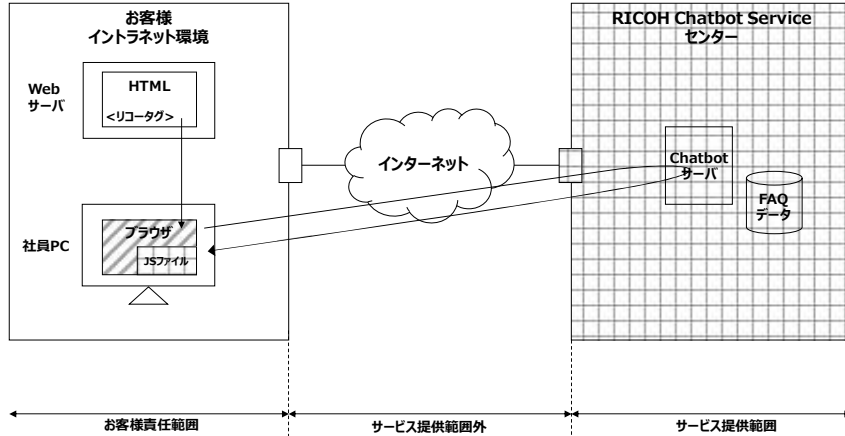 お客様
イントラネット環境
RICOH Chatbot Service
センター
Web
サーバ
HTML
<リコータグ>
インターネット
Chatbot
サーバ
FAQ
データ
社員PC
ブラウザ
JSファイル
お客様責任範囲
サービス提供範囲外
サービス提供範囲